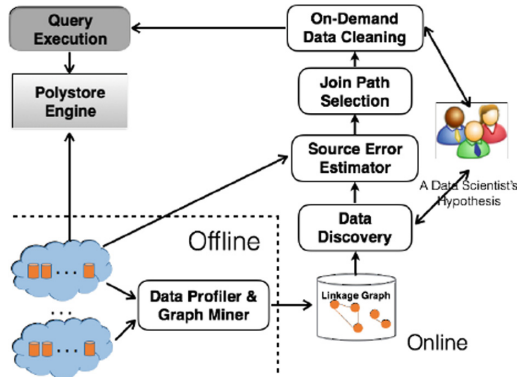 Query
Execution
On-Demand
Data Cleaning
Polystore
Engine
Join Path
Selection
Source Error
Estimator
A Data Scientist's
Hypothesis
Data
Discovery
Offline
...
...
Data Profiler &
Graph Miner
Linkage Graph
...
Online